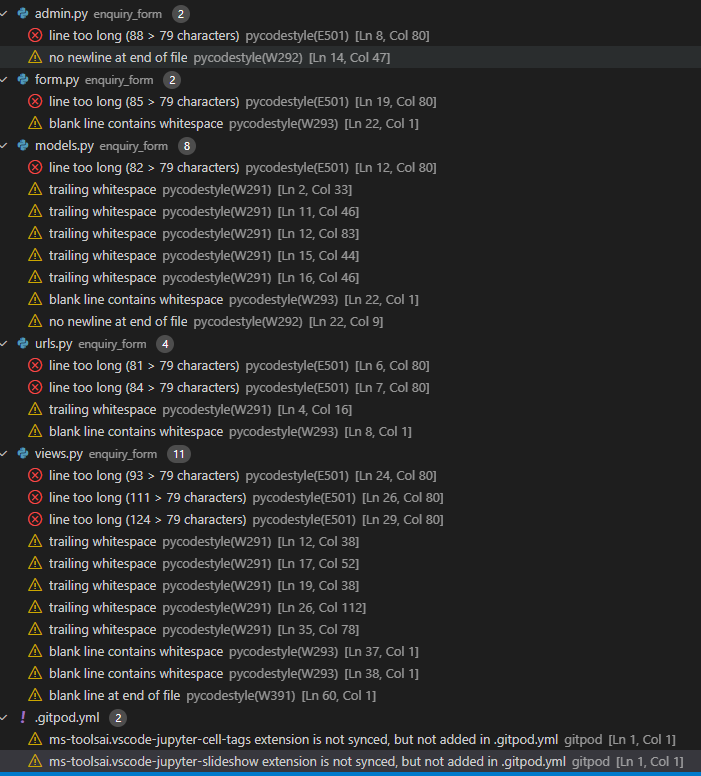 admin.py enquiry_form 2
line too long (88 > 79 characters) pycodestyle(E501) [Ln 8, Col 80]
no newline at end of file pycodestyle(W292) [Ln 14, Col 47]
form.py enquiry_form 2
line too long (85 > 79 characters) pycodestyle(E501) [Ln 19, Col 80]
blank line contains whitespace pycodestyle(W293) [Ln 22, Col 1]
models.py enquiry_form 8
line too long (82 > 79 characters) pycodestyle(E501) [Ln 12, Col 80]
trailing whitespace pycodestyle(W291) [Ln 2, Col 33]
trailing whitespace pycodestyle(W291) [Ln 11, Col 46]
trailing whitespace pycodestyle(W291) [Ln 12, Col 83]
trailing whitespace pycodestyle(W291) [Ln 15, Col 44]
trailing whitespace pycodestyle(W291) [Ln 16, Col 46]
blank line contains whitespace pycodestyle(W293) [Ln 22, Col 1]
no newline at end of file pycodestyle(W292) [Ln 22, Col 9]
urls.py enquiry_form 4
line too long (81 > 79 characters) pycodestyle(E501) [Ln 6, Col 80]
line too long (84 > 79 characters) pycodestyle(E501) [Ln 7, Col 80]
trailing whitespace pycodestyle(W291) [Ln 4, Col 16]
blank line contains whitespace pycodestyle(W293) [Ln 8, Col 1]
views.py enquiry_form 11
line too long (93 > 79 characters) pycodestyle(E501) [Ln 24, Col 80]
line too long (111 > 79 characters) pycodestyle(E501) [Ln 26, Col 80]
line too long (124 > 79 characters) pycodestyle(E501) [Ln 29, Col 80]
trailing whitespace pycodestyle(W291) [Ln 12, Col 38]
trailing whitespace pycodestyle(W291) [Ln 17, Col 52]
trailing whitespace pycodestyle(W291) [Ln 19, Col 38]
trailing whitespace pycodestyle(W291) [Ln 26, Col 112]
trailing whitespace pycodestyle(W291) [Ln 35, Col 78]
blank line contains whitespace pycodestyle(W293) [Ln 37, Col 1]
blank line contains whitespace pycodestyle(W293) [Ln 38, Col 1]
blank line at end of file pycodestyle(W391) [Ln 60, Col 1]
! .gitpod.yml 2
ms-toolsai.vscode-jupyter-cell-tags extension is not synced, but not added in .gitpod.yml gitpod [Ln 1, Col 1]
ms-toolsai.vscode-jupyter-slideshow extension is not synced, but not added in .gitpod.yml gitpod [Ln 1, Col 1]